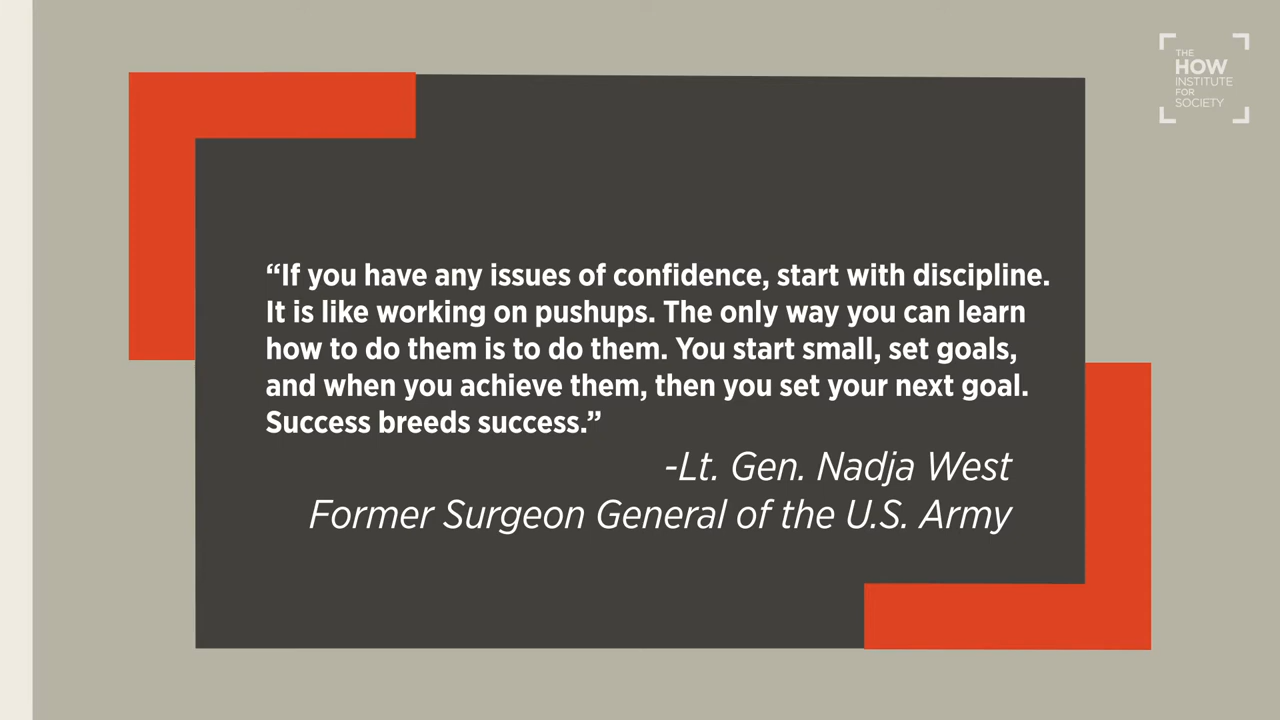 THE
HOW
INSTITUTE
FOR
SOCIETY
“If you have any issues of confidence, start with discipline.
It is like working on pushups. The only way you can learn
how to do them is to do them. You start small, set goals,
and when you achieve them, then you set your next goal.
Success breeds success.”
-Lt. Gen. Nadja West
Former Surgeon General of the U.S. Army